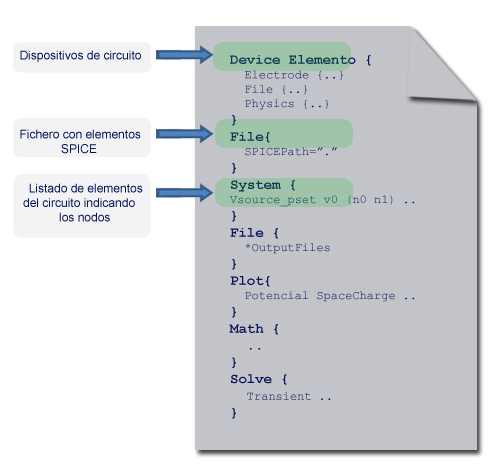 Dispositivos de circuito
Fichero con elementos
SPICE
Listado de elementos
del circuito indicando
los nodos
Device Elemento {
Electrode {..}
File {..}
Physics {..}
}
File{
SPICEPath=”.”
}
System {
Vsource_pset v0 (n0 n1) ..
}
File {
*OutputFiles
}
Plot{
Potencial SpaceCharge ..
}
Math {
..
}
Solve {
Transient ..
}